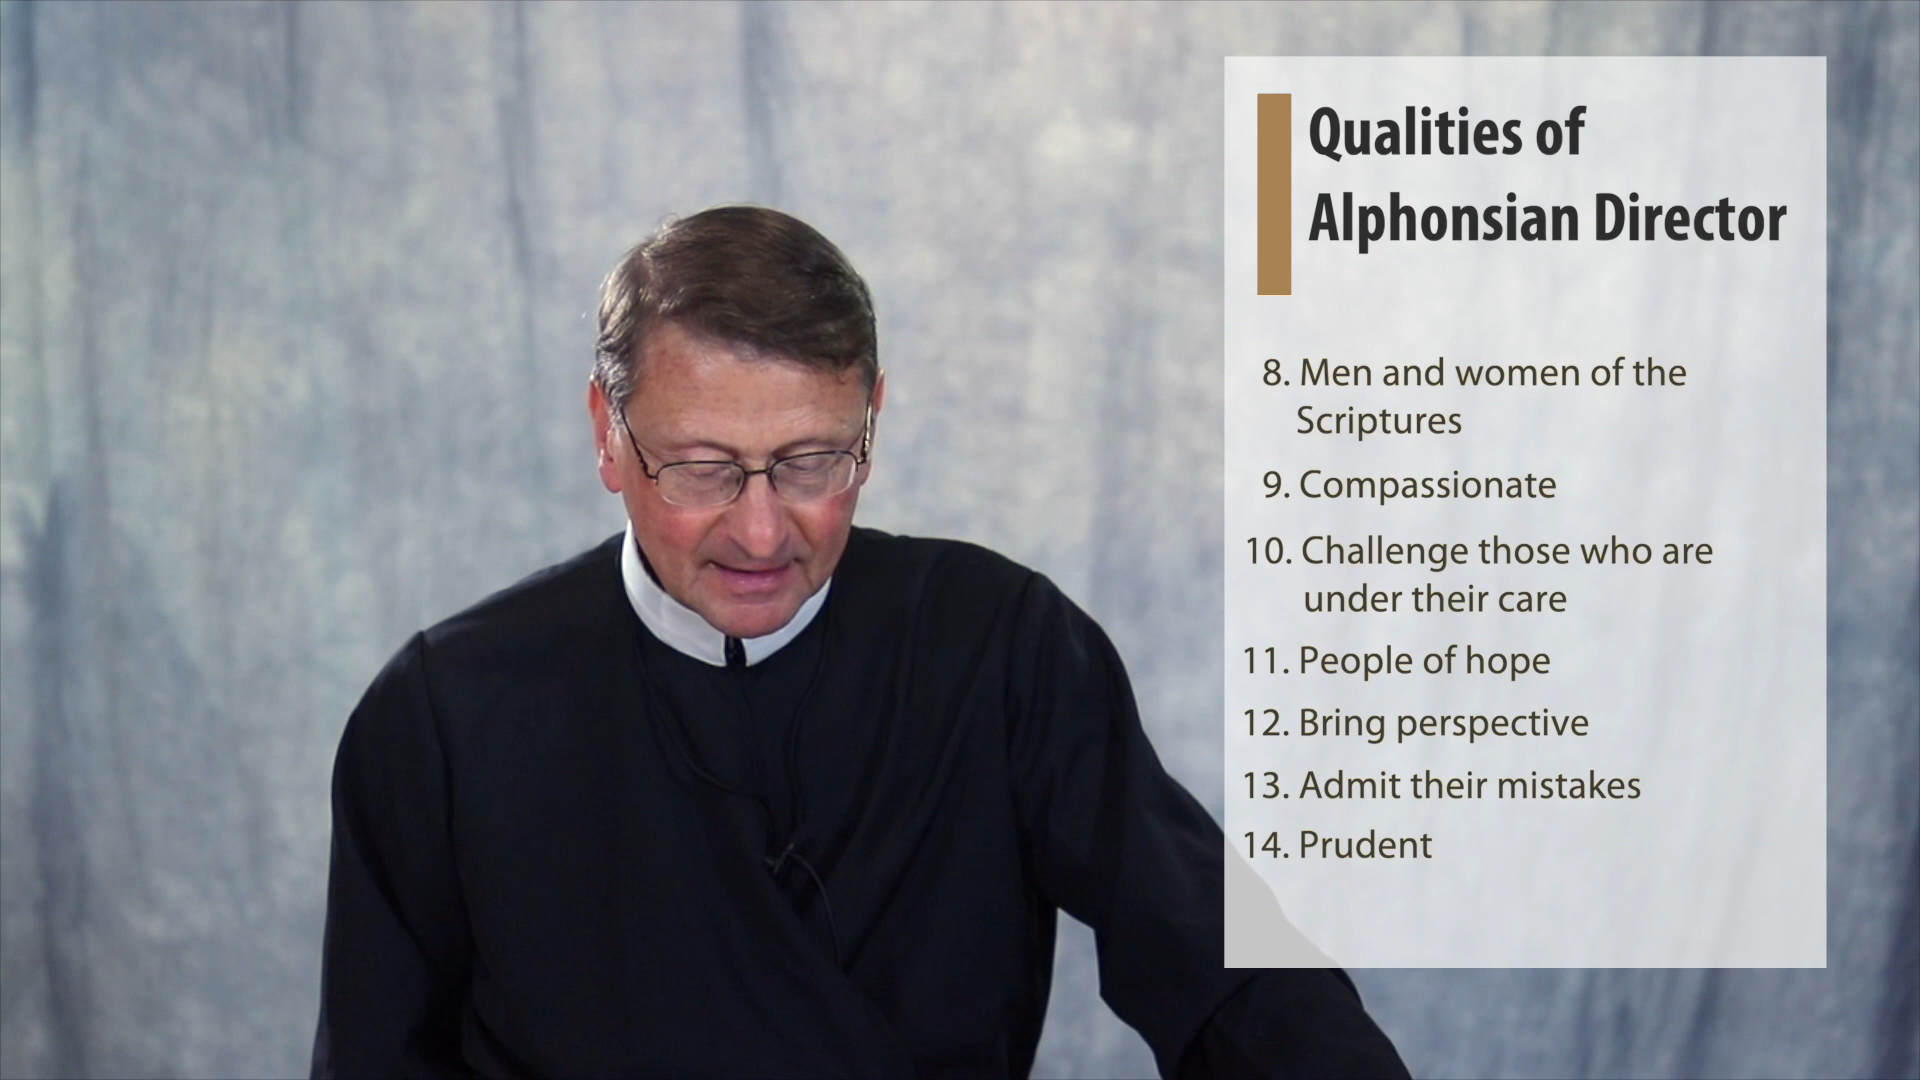 Qualities of
Alphonsian Director
8. Men and women of the
Scriptures
9. Compassionate
10. Challenge those who are
under their care
11. People of hope
12. Bring perspective
13. Admit their mistakes
14. Prudent